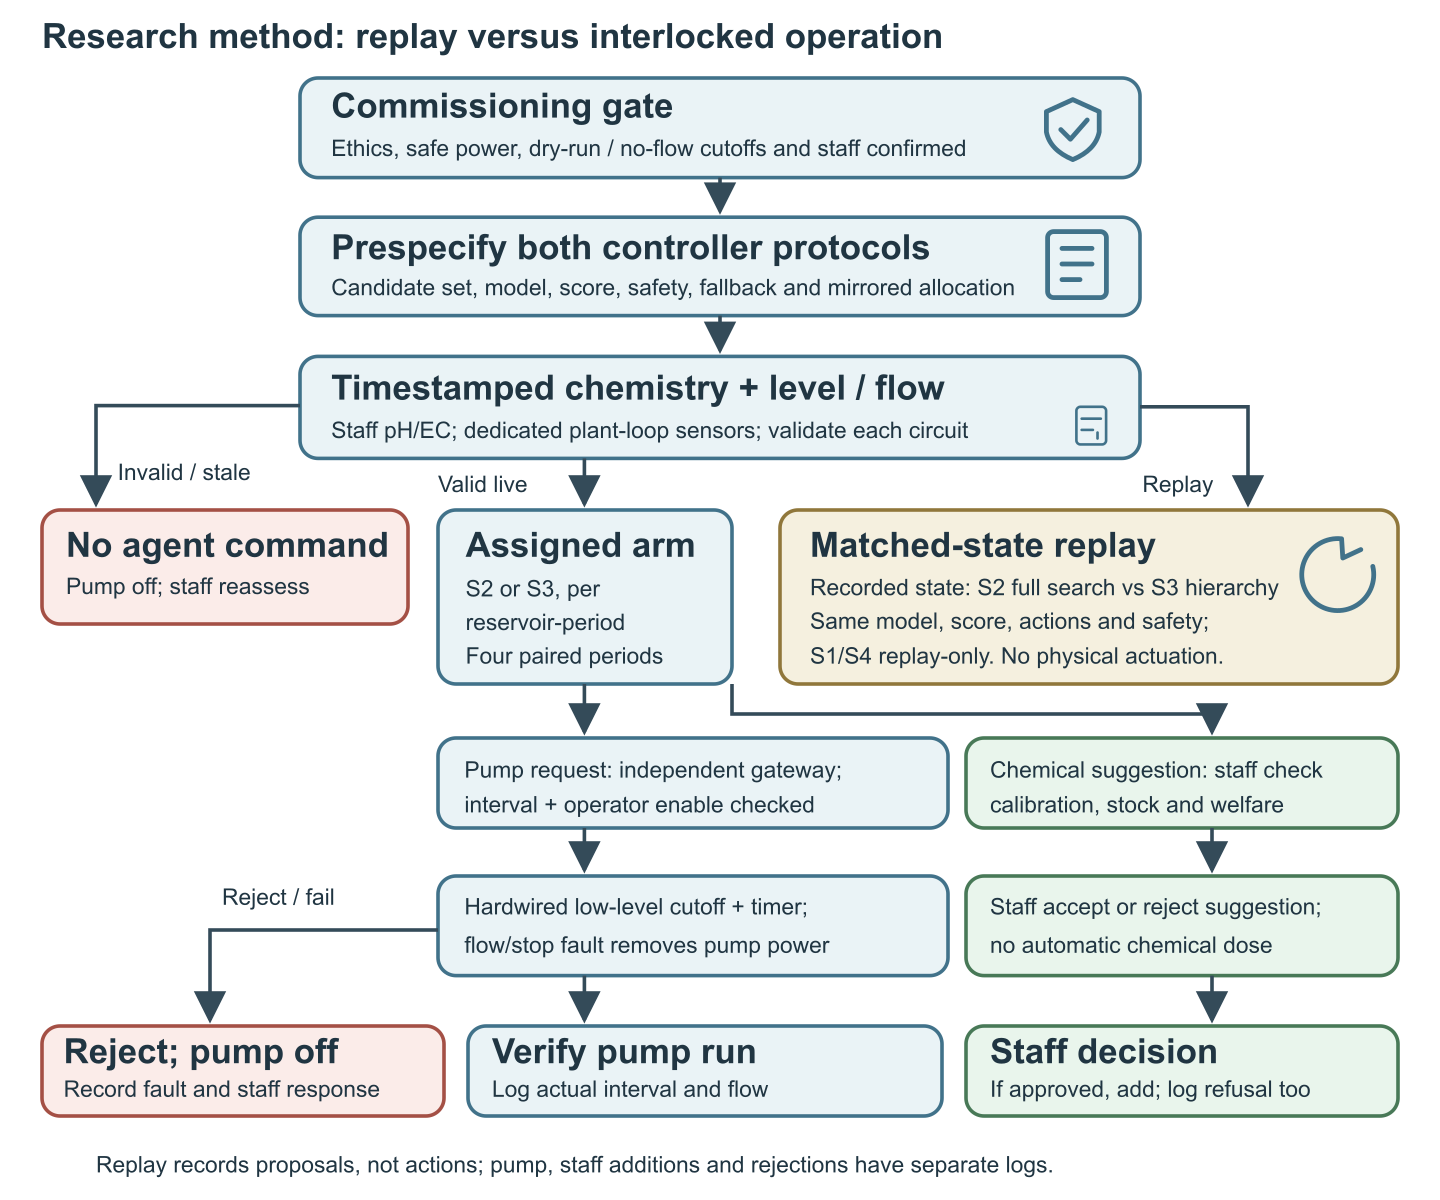 Research method: replay versus interlocked operation
Commissioning gate
Ethics, safe power, dry-run / no-flow cutoffs and staff confirmed
Prespecify both controller protocols
Candidate set, model, score, safety, fallback and mirrored allocation
Timestamped chemistry + level / flow
Staff pH/EC; dedicated plant-loop sensors; validate each circuit
Invalid / stale
Valid live
Replay
No agent command
Pump off; staff reassess
Assigned arm
S2 or S3, per
reservoir-period
Four paired periods
Matched-state replay
Recorded state: S2 full search vs S3 hierarchy
Same model, score, actions and safety;
S1/S4 replay-only. No physical actuation.
Pump request: independent gateway;
interval + operator enable checked
Chemical suggestion: staff check
calibration, stock and welfare
Reject / fail
Hardwired low-level cutoff + timer;
flow/stop fault removes pump power
Staff accept or reject suggestion;
no automatic chemical dose
Reject; pump off
Record fault and staff response
Verify pump run
Log actual interval and flow
Staff decision
If approved, add; log refusal too
Replay records proposals, not actions; pump, staff additions and rejections have separate logs.